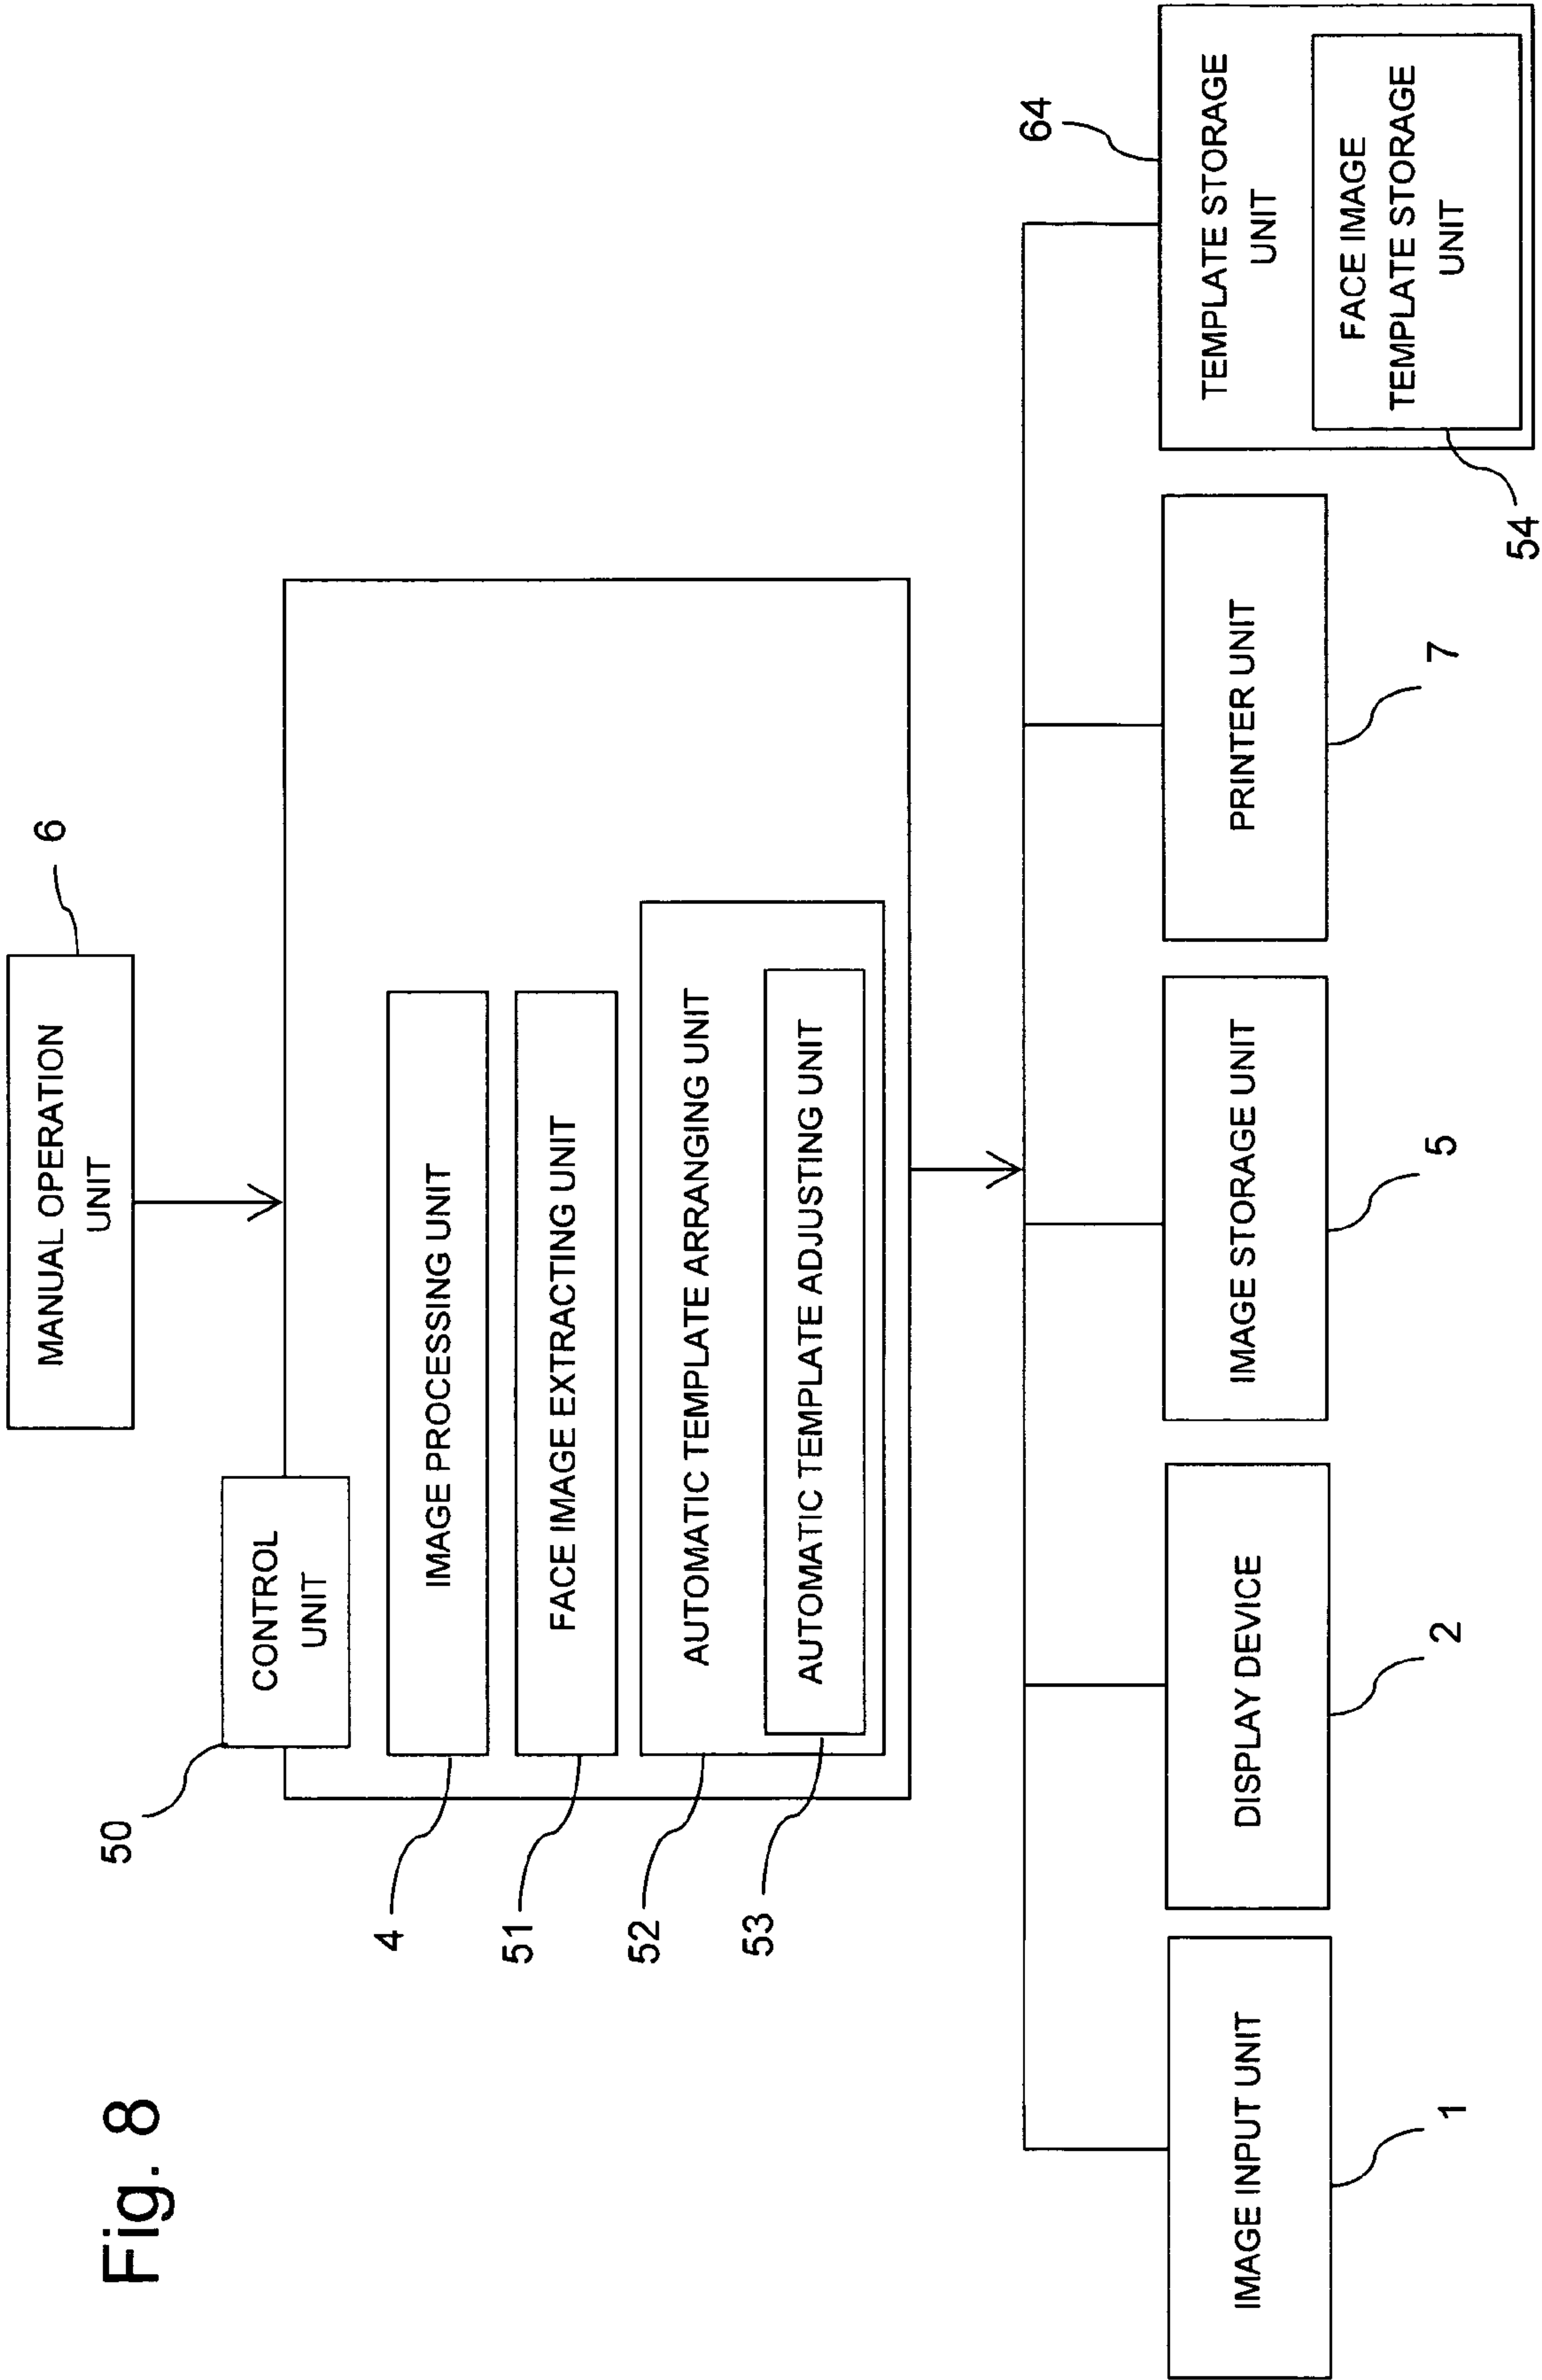 Fig. 8
MANUAL OPERATION
UNIT
6
50
CONTROL
UNIT
4
IMAGE PROCESSING UNIT
51
FACE IMAGE EXTRACTING UNIT
52
AUTOMATIC TEMPLATE ARRANGING UNIT
53
AUTOMATIC TEMPLATE ADJUSTING UNIT
IMAGE INPUT UNIT
1
DISPLAY DEVICE
2
IMAGE STORAGE UNIT
5
PRINTER UNIT
7
64
TEMPLATE STORAGE
UNIT
FACE IMAGE
TEMPLATE STORAGE
UNIT
54